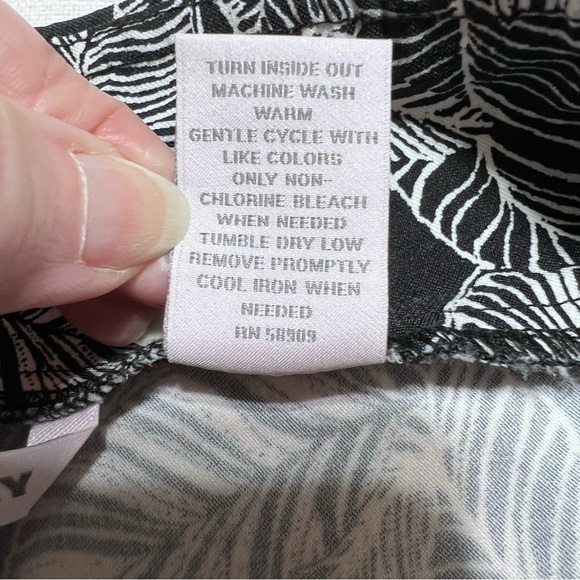 TURN INSIDE OUT
MACHINE WASH
WARM
GENTLE CYCLE WITH
LIKE COLORS
ONLY NON-
CHLORINE BLEACH
WHEN NEEDED
TUMBLE DRY LOW
REMOVE PROMPTLY
COOL IRON WHEN
NEEDED
RN 58909
Y